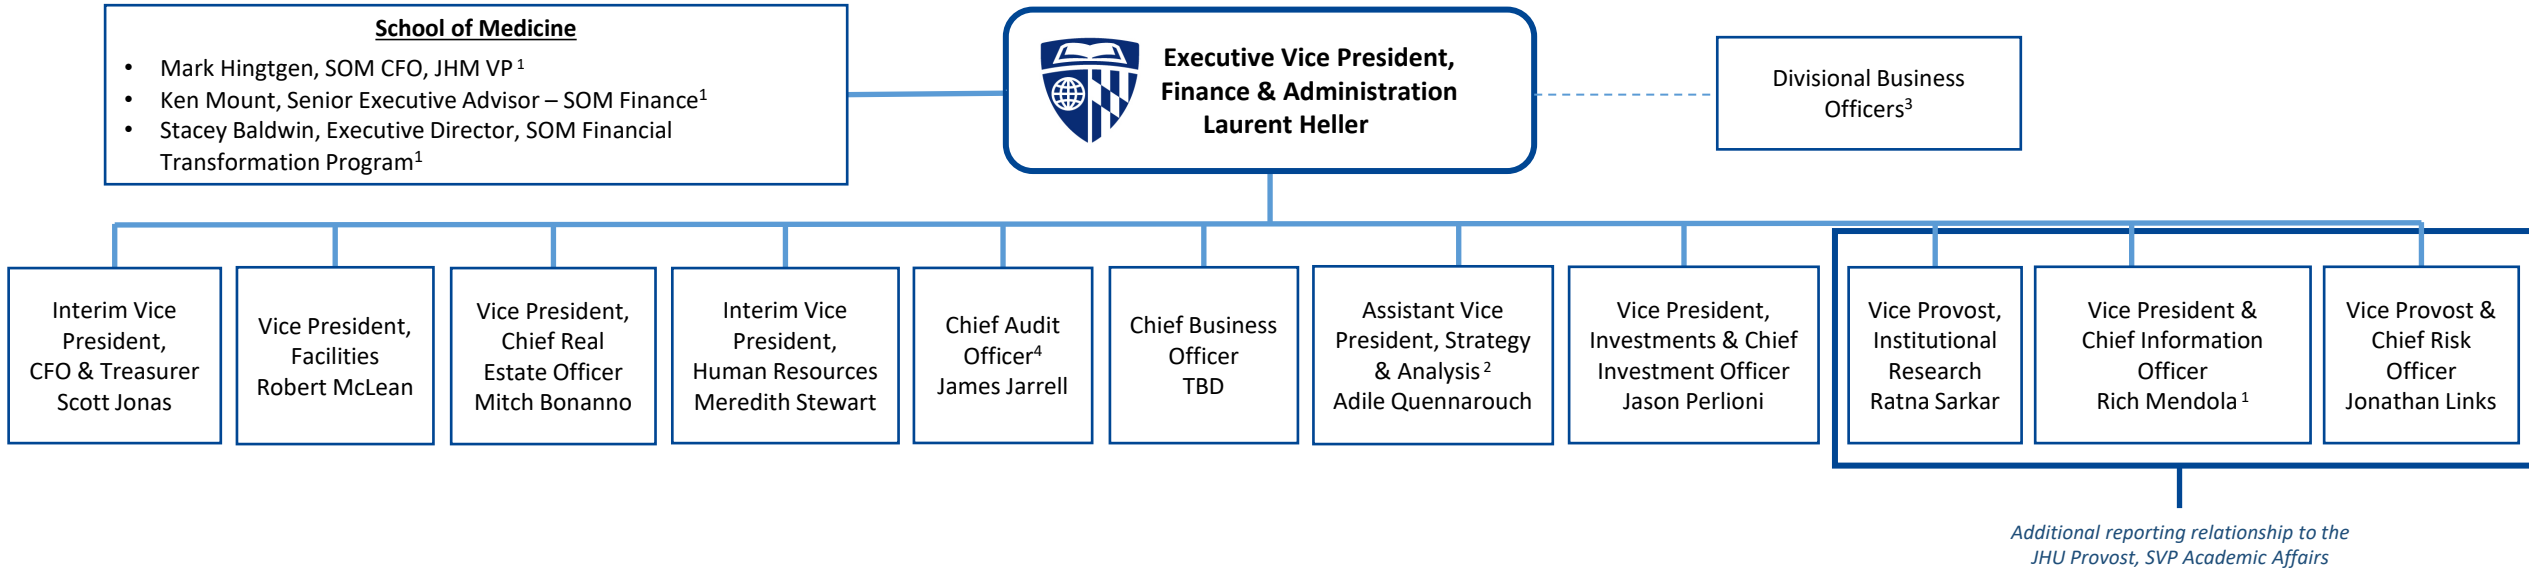 School of Medicine
• Mark Hingtgen, SOM CFO, JHM VP ¹
• Ken Mount, Senior Executive Advisor – SOM Finance¹
• Stacey Baldwin, Executive Director, SOM Financial
Transformation Program¹
Executive Vice President,
Finance & Administration
Laurent Heller
Divisional Business
Officers³
Interim Vice
President,
CFO & Treasurer
Scott Jonas
Vice President,
Facilities
Robert McLean
Vice President,
Chief Real
Estate Officer
Mitch Bonanno
Interim Vice
President,
Human Resources
Meredith Stewart
Chief Audit
Officer⁴
James Jarrell
Chief Business
Officer
TBD
Assistant Vice
President, Strategy
& Analysis ²
Adile Quennarouch
Vice President,
Investments & Chief
Investment Officer
Jason Perlioni
Vice Provost,
Institutional
Research
Ratna Sarkar
Vice President &
Chief Information
Officer
Rich Mendola ¹
Vice Provost &
Chief Risk
Officer
Jonathan Links
Additional reporting relationship to the
JHU Provost, SVP Academic Affairs